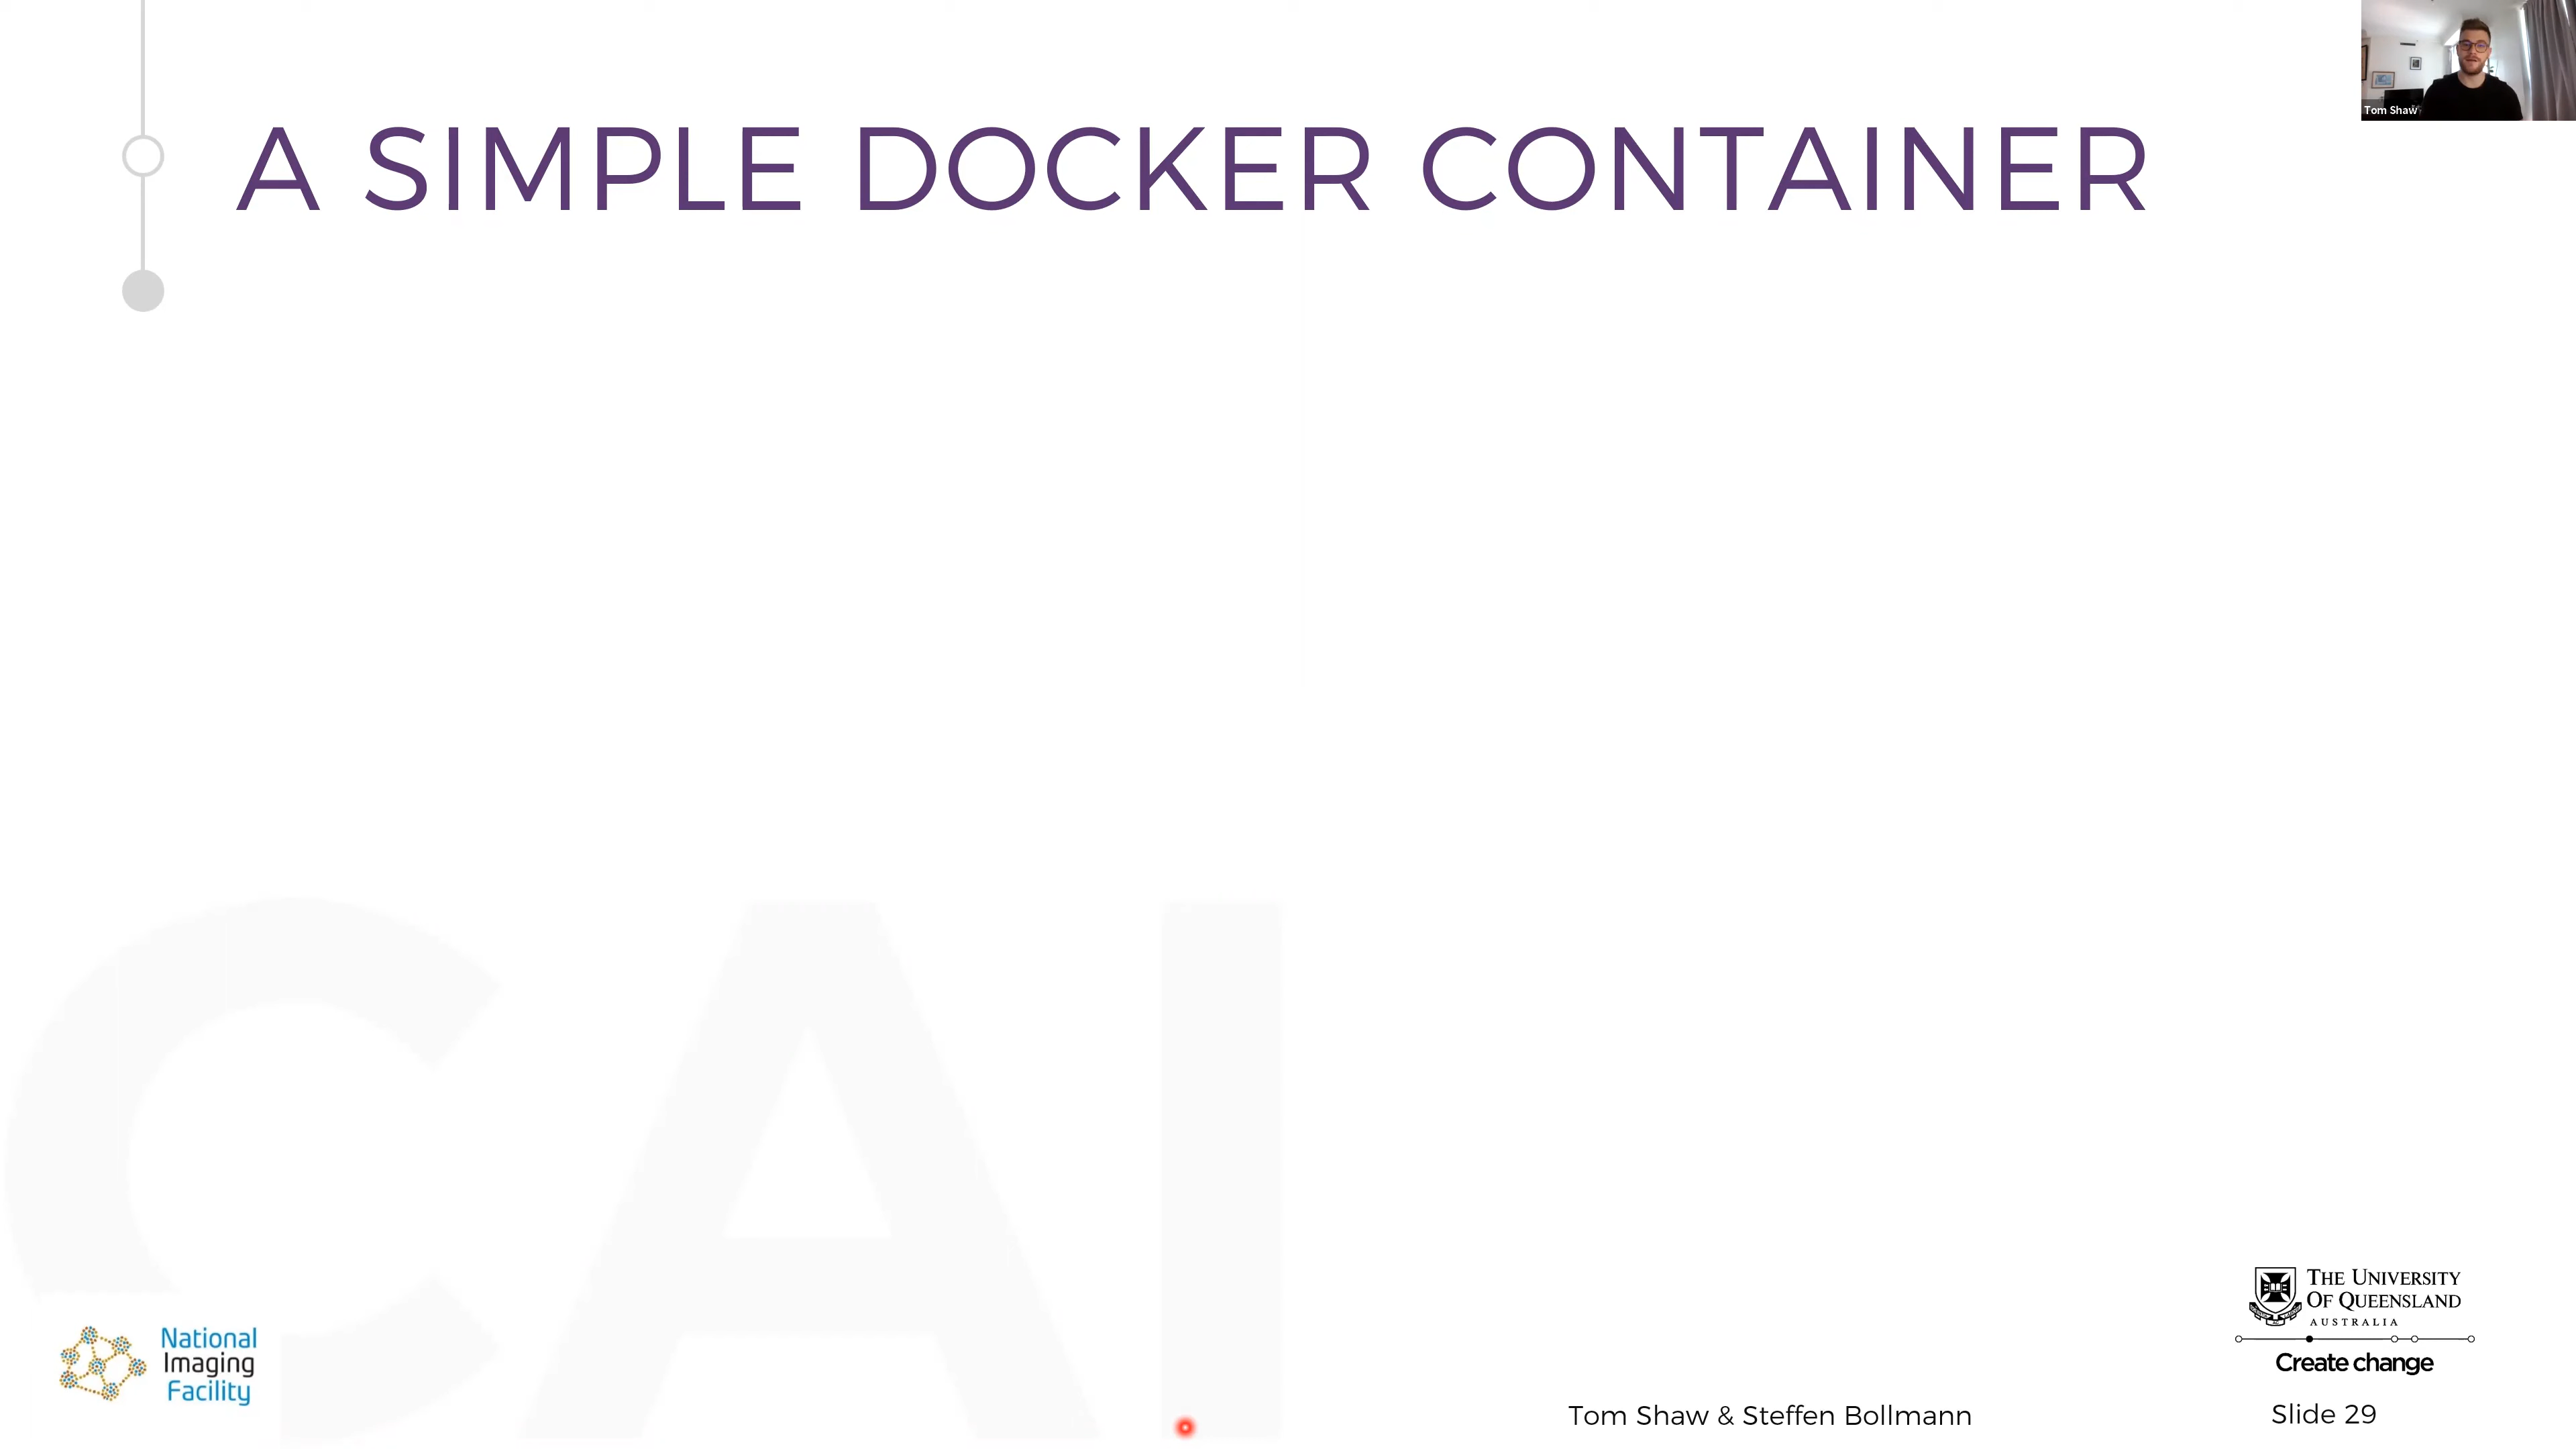 A SIMPLE DOCKER CONTAINER
Tom Shaw
CAI
National
Imaging
Facility
THE UNIVERSITY
OF QUEENSLAND
AUSTRALIA
Create change
Tom Shaw & Steffen Bollmann
Slide 29